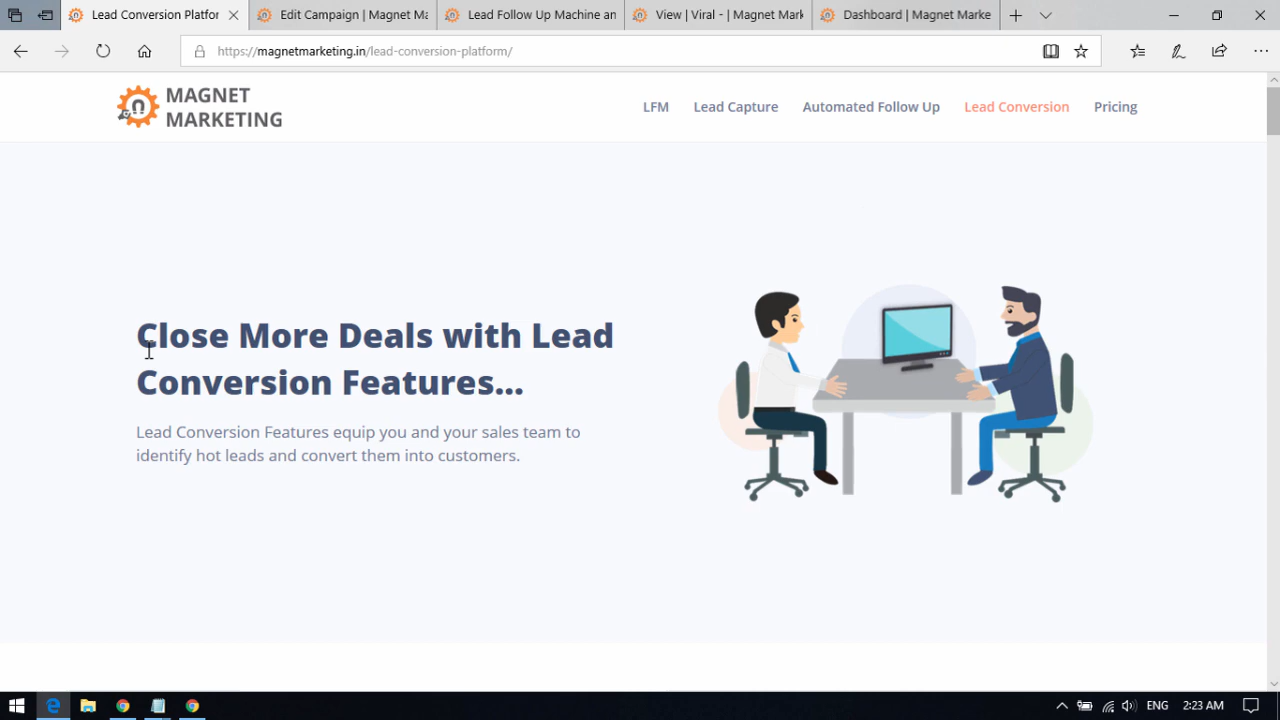 Lead Conversion Platfor
Edit Campaign | Magnet Ma
Lead Follow Up Machine an
View | Viral - | Magnet Mark
Dashboard | Magnet Marke
https://magnetmarketing.in/lead-conversion-platform/
MAGNET
MARKETING
LFM
Lead Capture
Automated Follow Up
Lead Conversion
Pricing
Close More Deals with Lead
Conversion Features...
Lead Conversion Features equip you and your sales team to
identify hot leads and convert them into customers.
ENG
2:23 AM